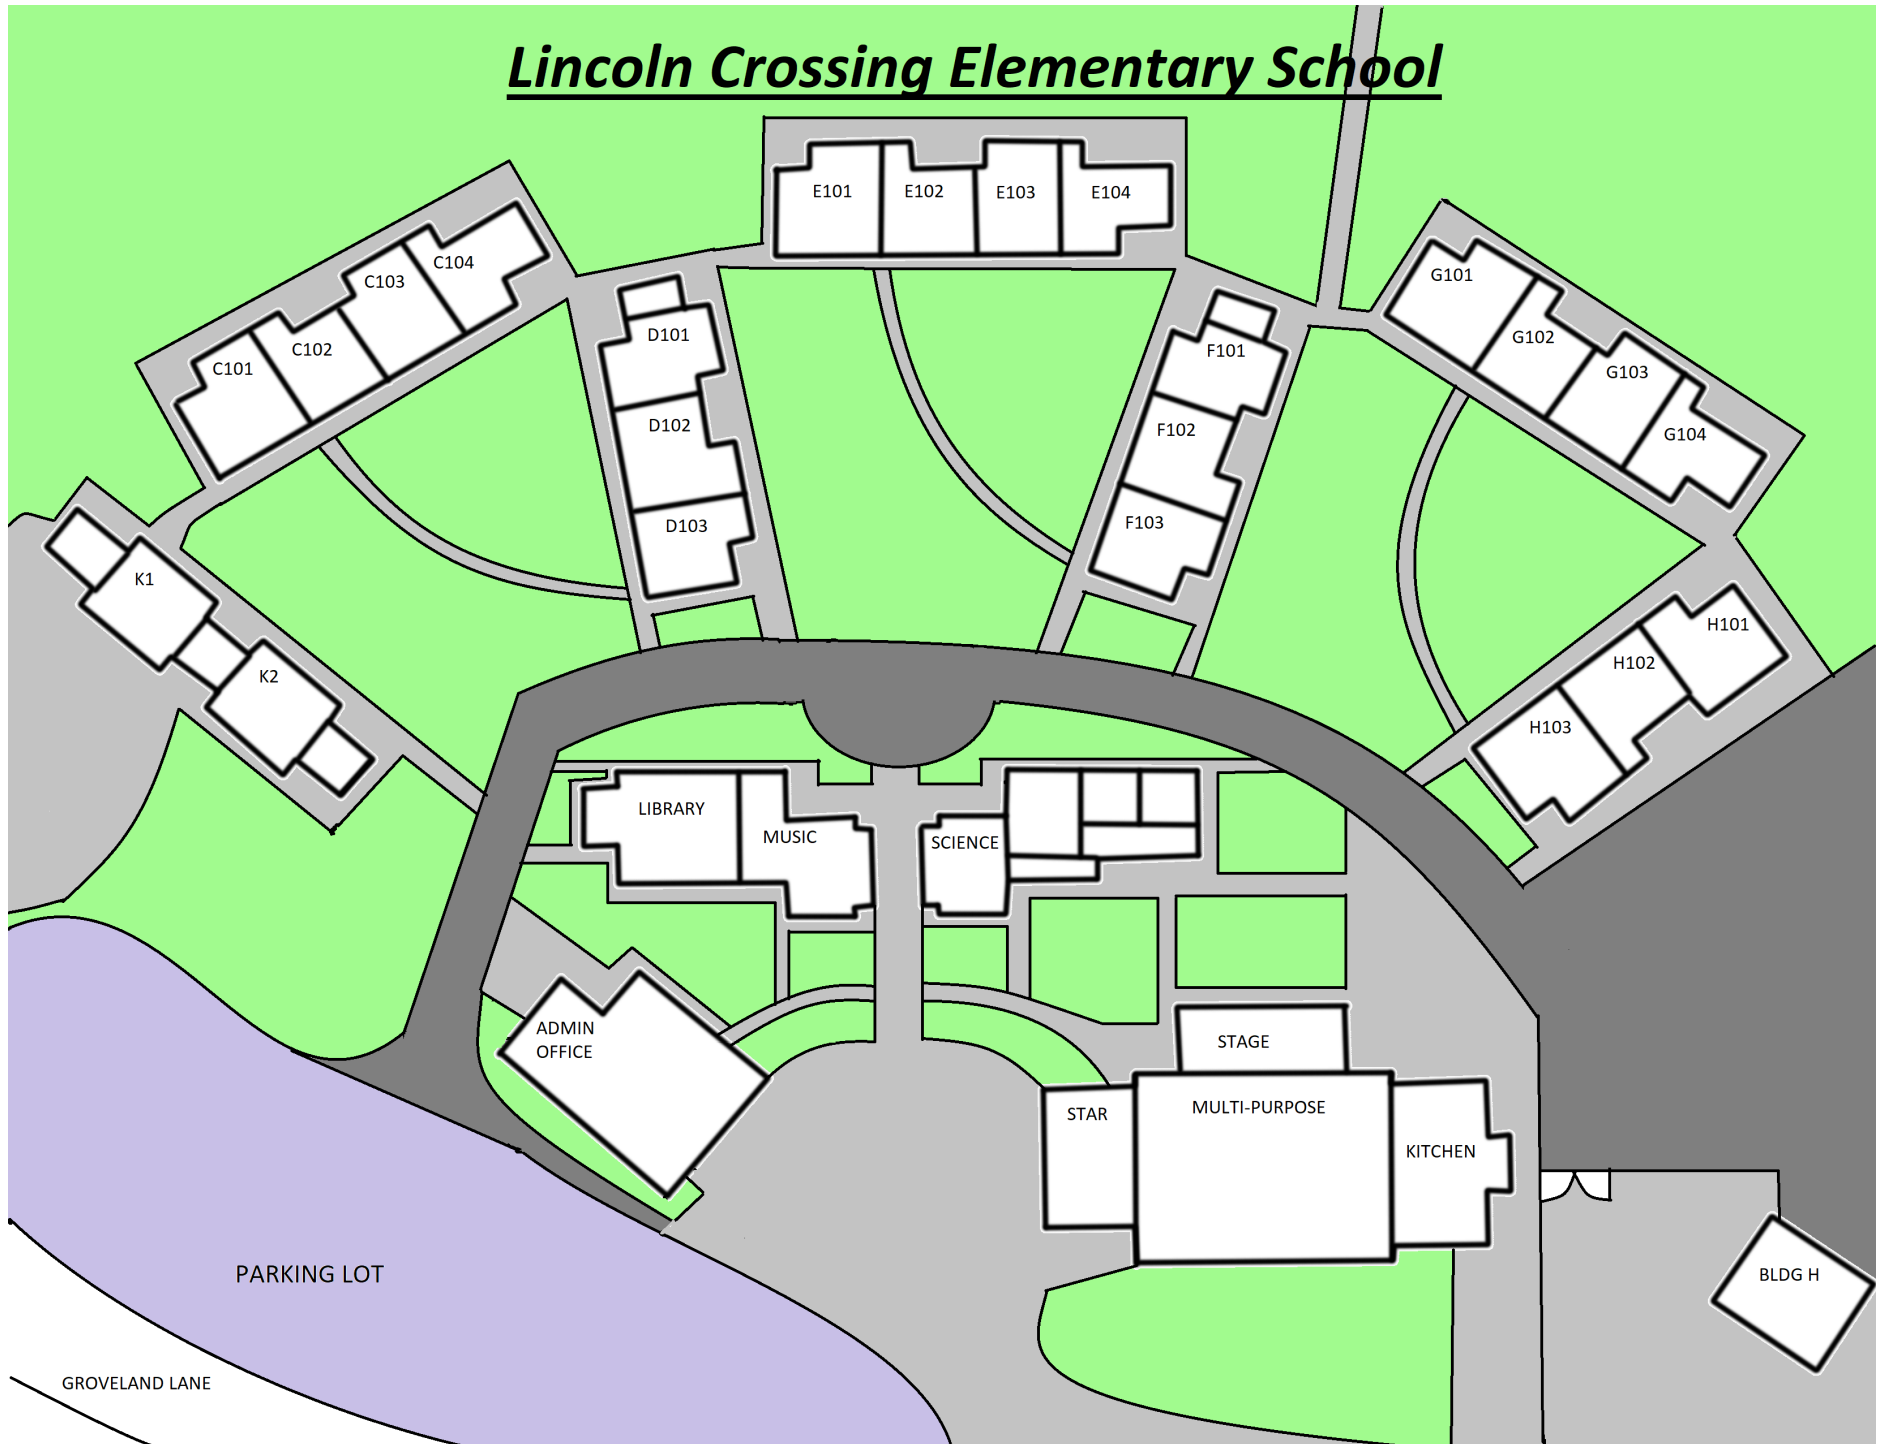 Lincoln Crossing Elementary School
E101
E102
E103
E104
C101
C102
C103
C104
D101
D102
D103
F101
F102
F103
G101
G102
G103
G104
K1
K2
H101
H102
H103
LIBRARY
MUSIC
SCIENCE
ADMIN
OFFICE
STAGE
STAR
MULTI-PURPOSE
KITCHEN
BLDG H
PARKING LOT
GROVELAND LANE